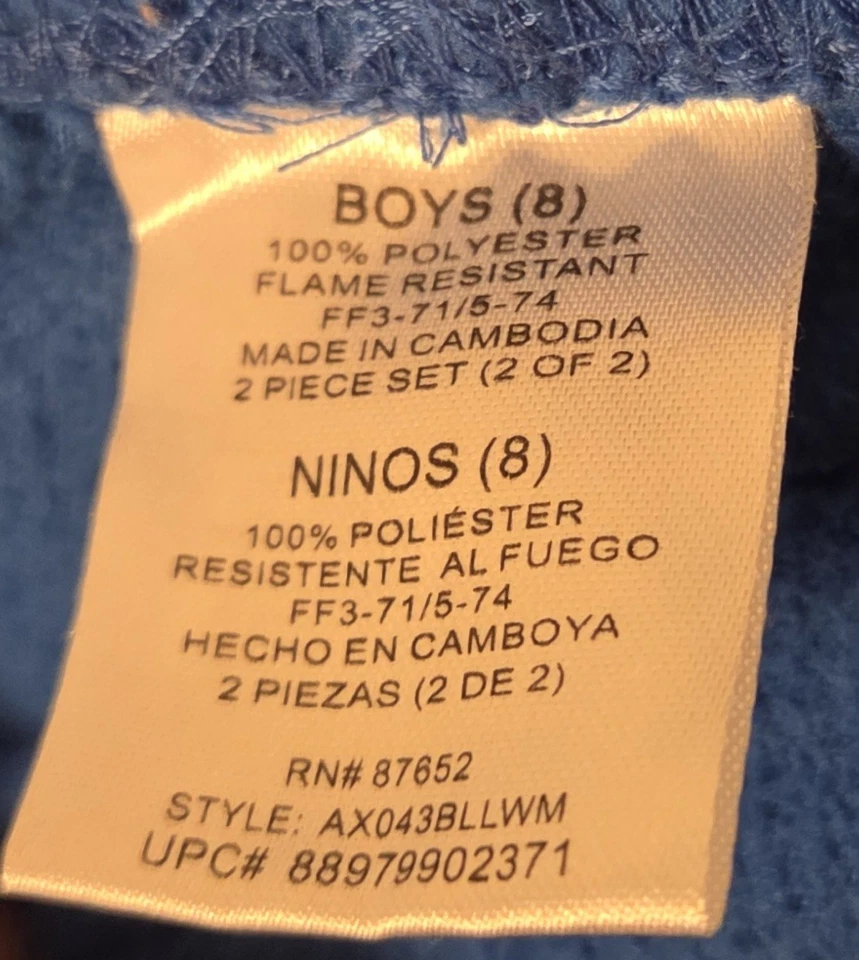 BOYS (8)
100% POLYESTER
FLAME RESISTANT
FF3-71/5-74
MADE IN CAMBODIA
2 PIECE SET (2 OF 2)
NINOS (8)
100% POLIÉSTER
RESISTENTE AL FUEGO
FF3-71/5-74
HECHO EN CAMBOYA
2 PIEZAS (2 DE 2)
RN# 87652
STYLE: AX043BLLWM
UPC# 88979902371